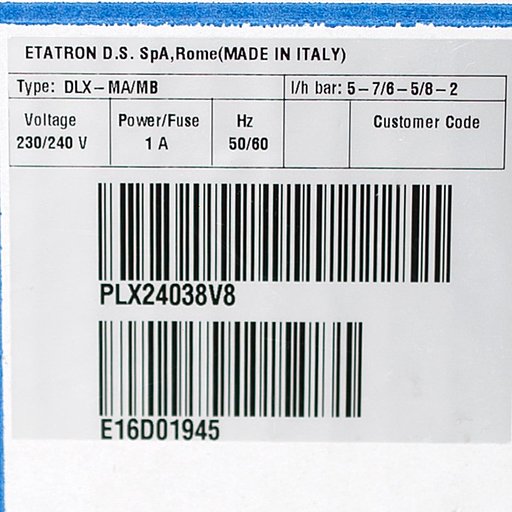 ETATRON D.S. SpA,Rome(MADE IN ITALY)
Type: DLX-MA/MB l/h bar: 5-7/6-5/8-2
Voltage Power/Fuse Hz Customer Code
230/240 V 1 A 50/60
PLX24038V8
E16D01945